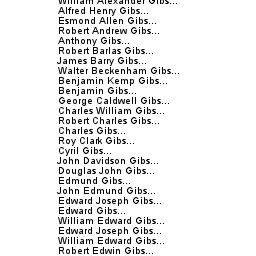 William Alexander Gibs...
Alfred Henry Gibs...
Esmond Allen Gibs...
Robert Andrew Gibs...
Anthony Gibs...
Robert Barlas Gibs...
James Barry Gibs...
Walter Beckenham Gibs...
Benjamin Kemp Gibs...
Benjamin Gibs...
George Caldwell Gibs...
Charles William Gibs...
Robert Charles Gibs...
Charles Gibs...
Roy Clark Gibs...
Cyril Gibs...
John Davidson Gibs...
Douglas John Gibs...
Edmund Gibs...
John Edmund Gibs...
Edward Joseph Gibs...
Edward Gibs...
William Edward Gibs...
Edward Joseph Gibs...
William Edward Gibs...
Robert Edwin Gibs...